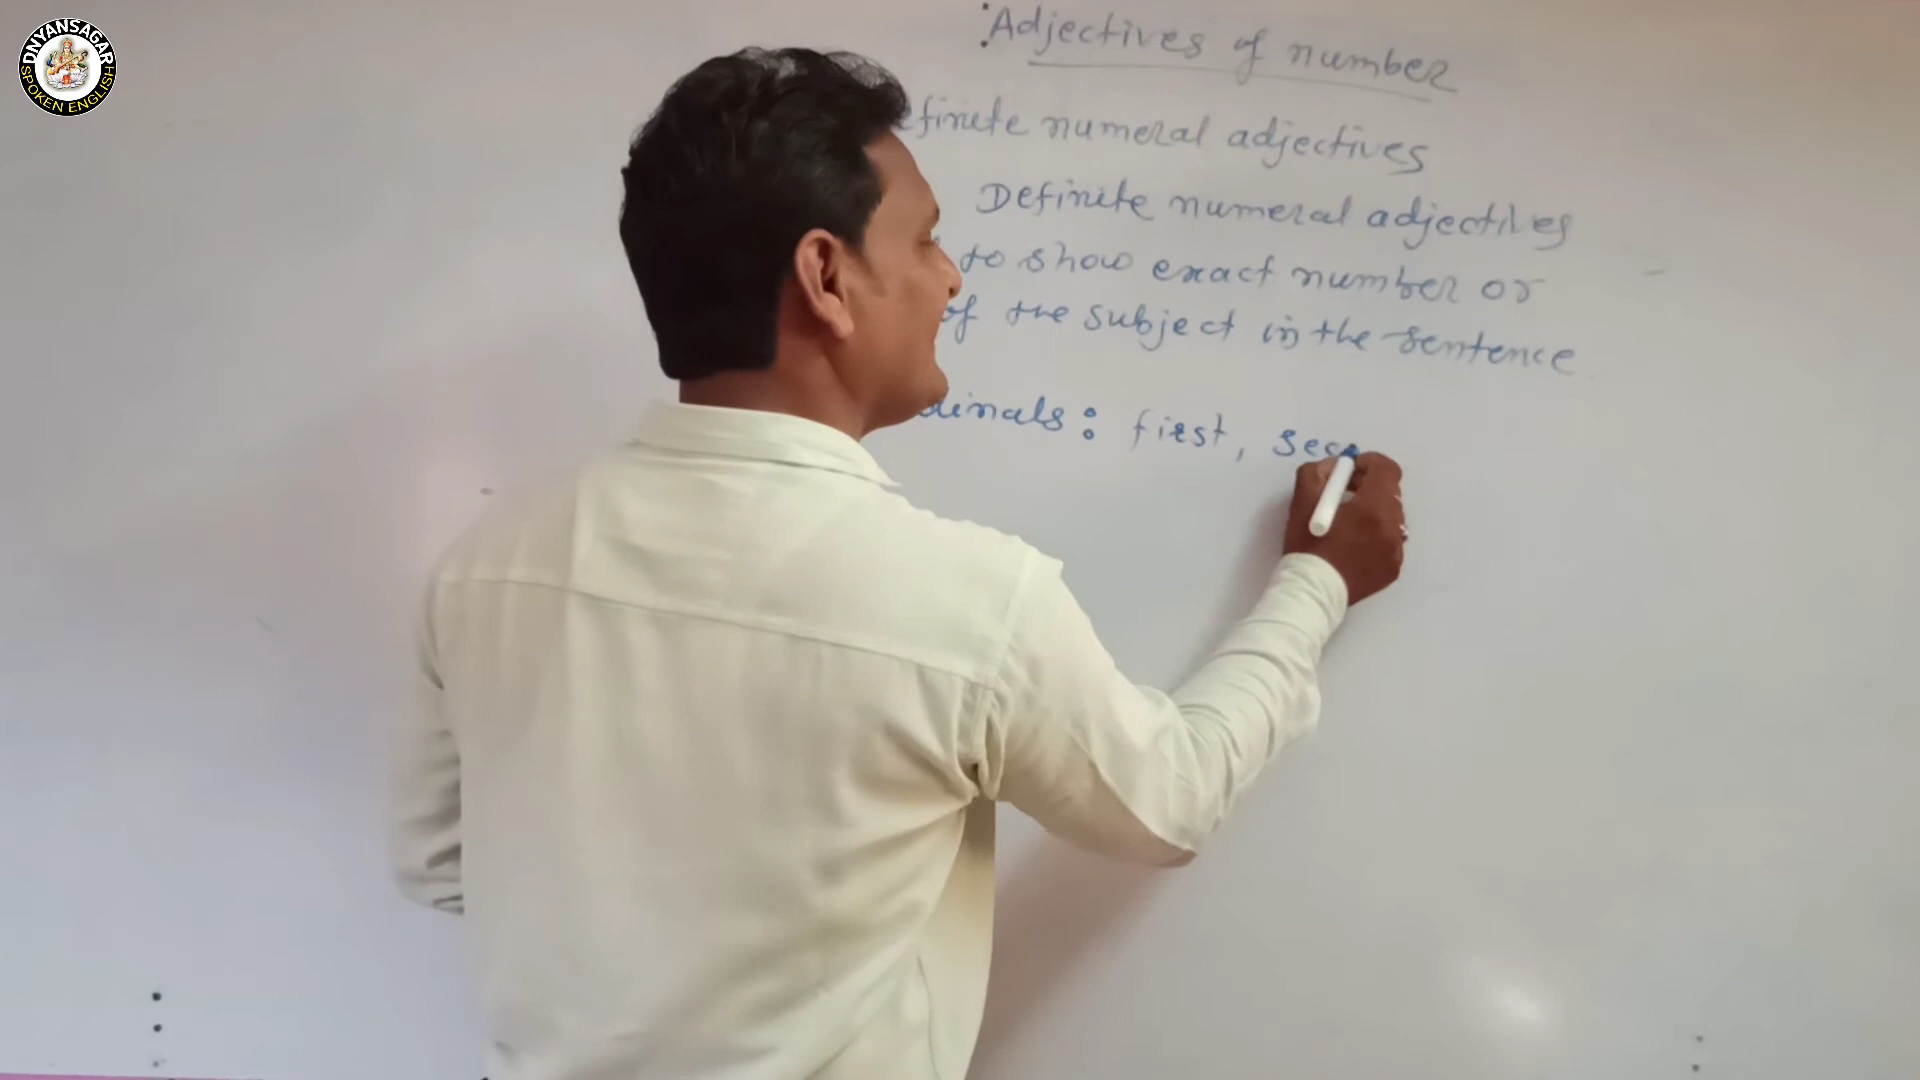 DNYANSAGAR
SPOKEN ENGLISH
:Adjectives of number
efinite numeral adjectives
Definite numeral adjectives
to show exact number or
of the subject in the sentence
dinals: first, sec